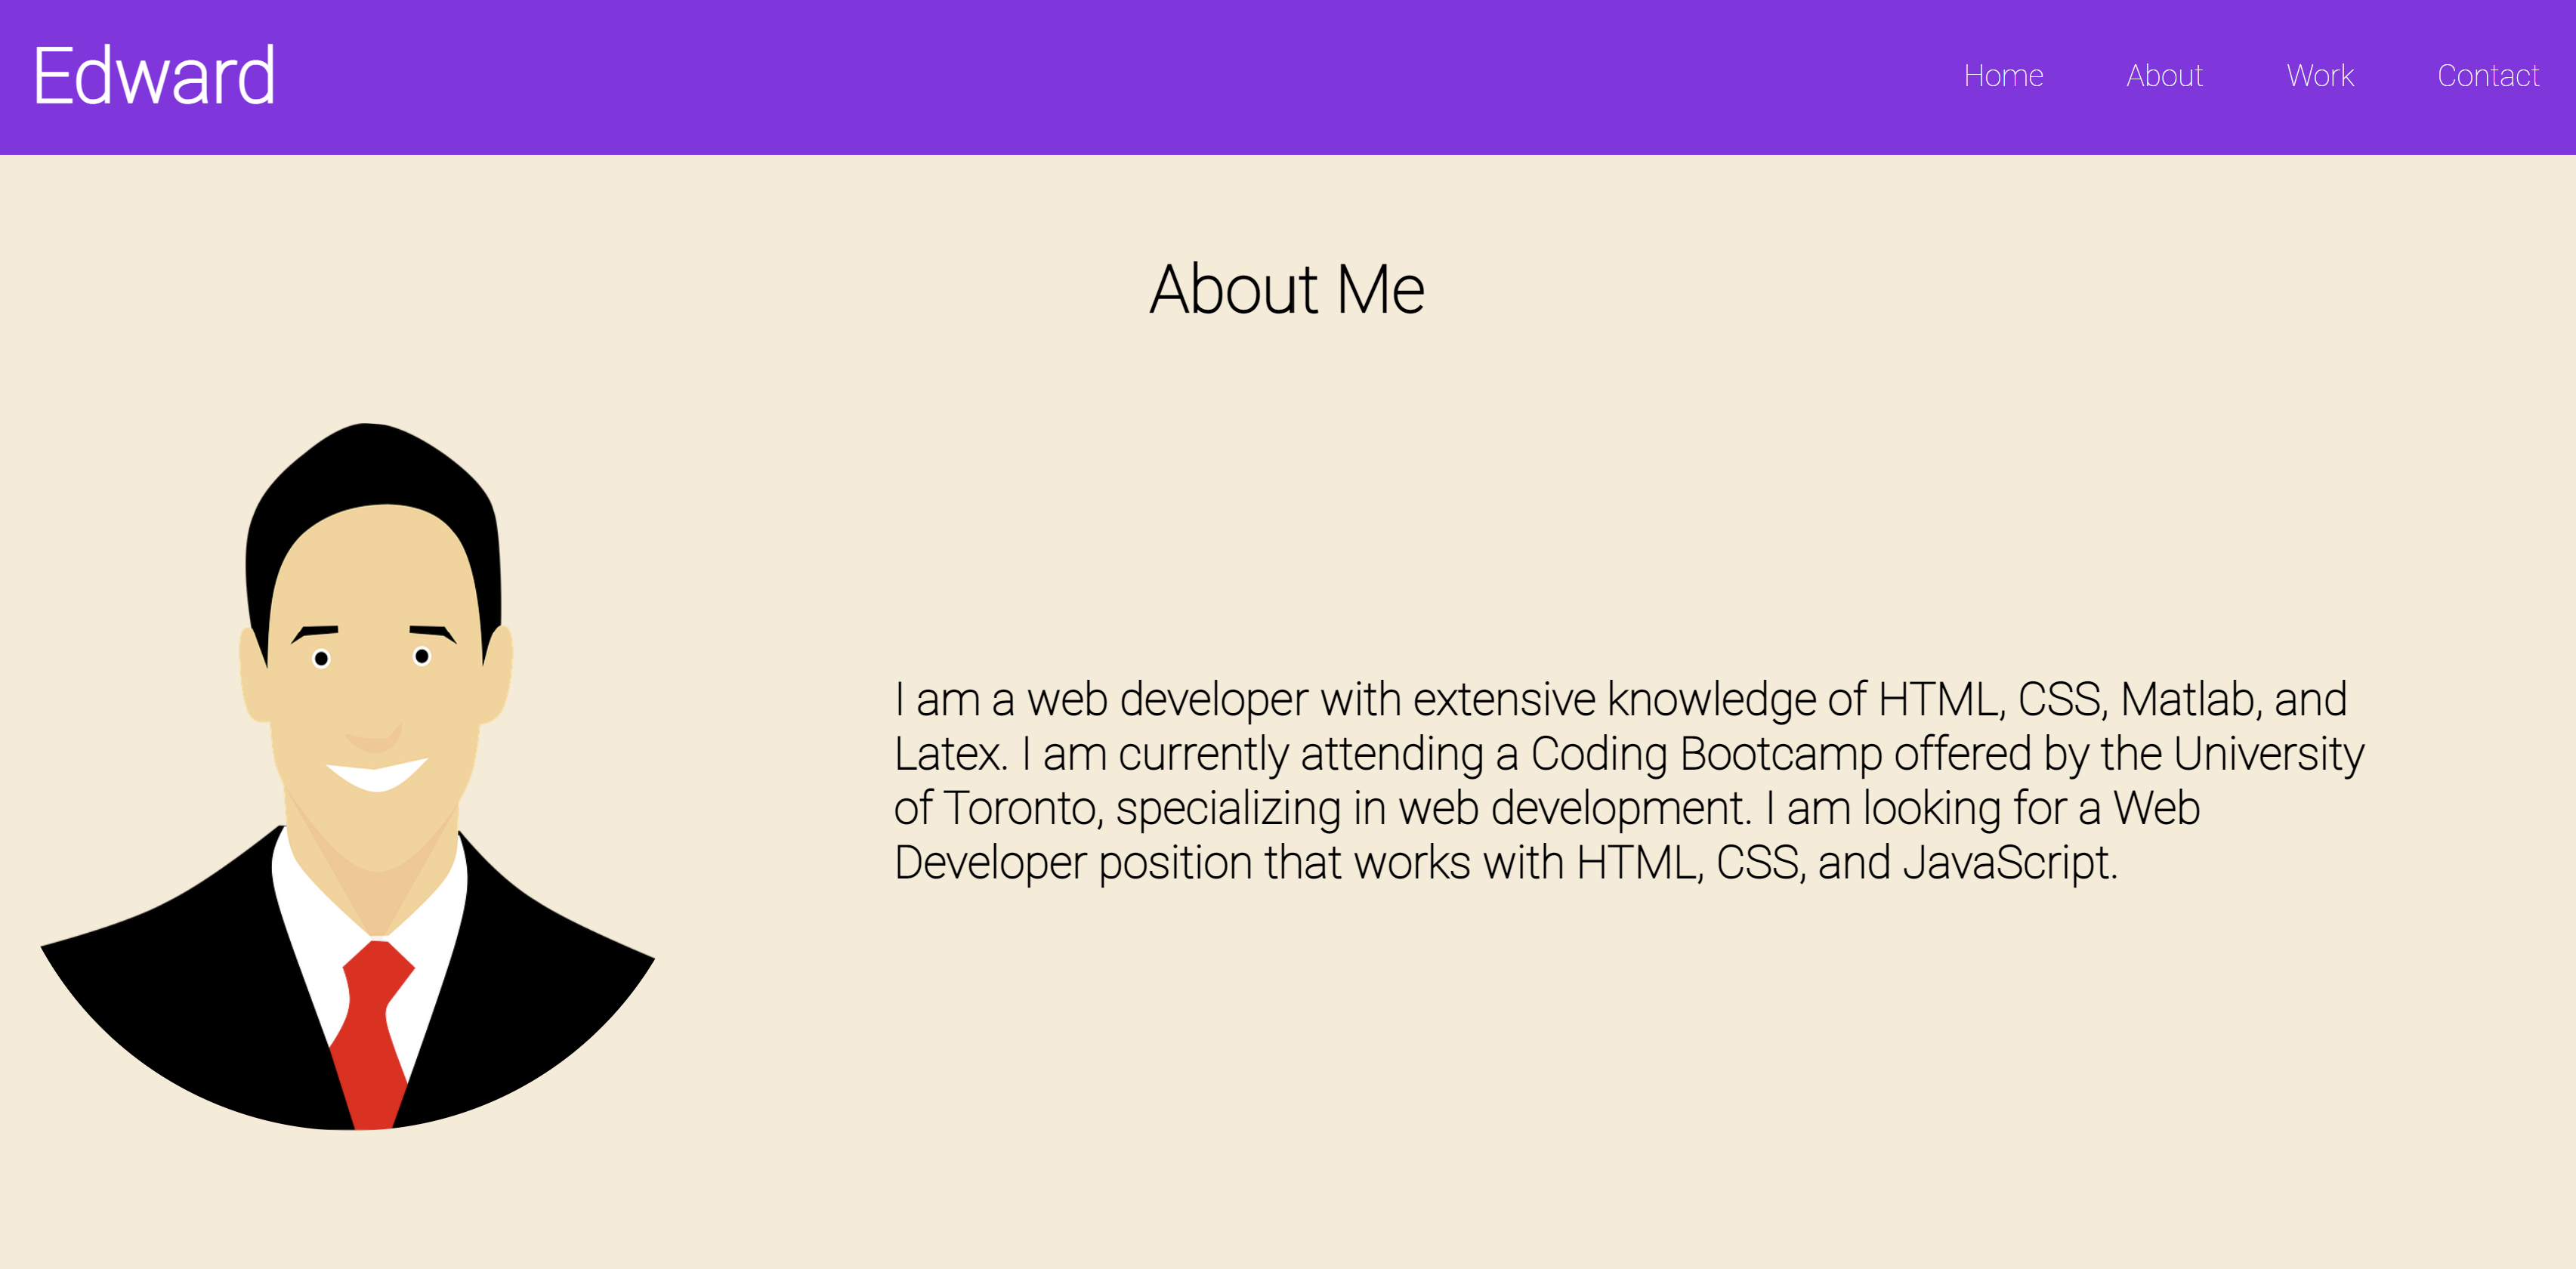 Edward
Home About Work Contact
About Me
I am a web developer with extensive knowledge of HTML, CSS, Matlab, and
Latex. I am currently attending a Coding Bootcamp offered by the University
of Toronto, specializing in web development. I am looking for a Web
Developer position that works with HTML, CSS, and JavaScript.